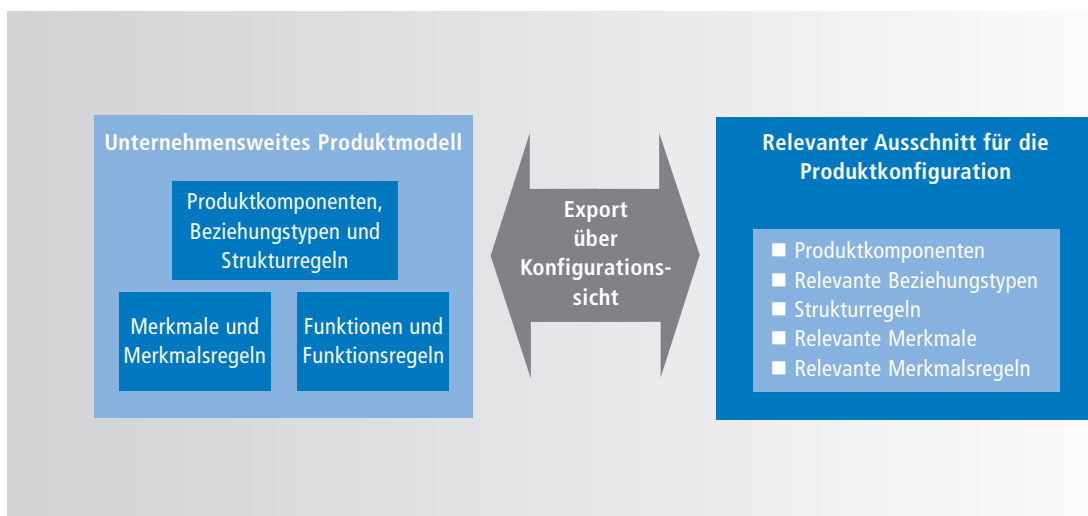 Unternehmensweites Produktmodell
Produktkomponenten,
Beziehungstypen und
Strukturregeln
Merkmale und
Merkmalsregeln
Funktionen und
Funktionsregeln
Export
über
Konfigurations-
sicht
Relevanter Ausschnitt für die
Produktkonfiguration
Produktkomponenten
Relevante Beziehungstypen
Strukturregeln
Relevante Merkmale
Relevante Merkmalsregeln